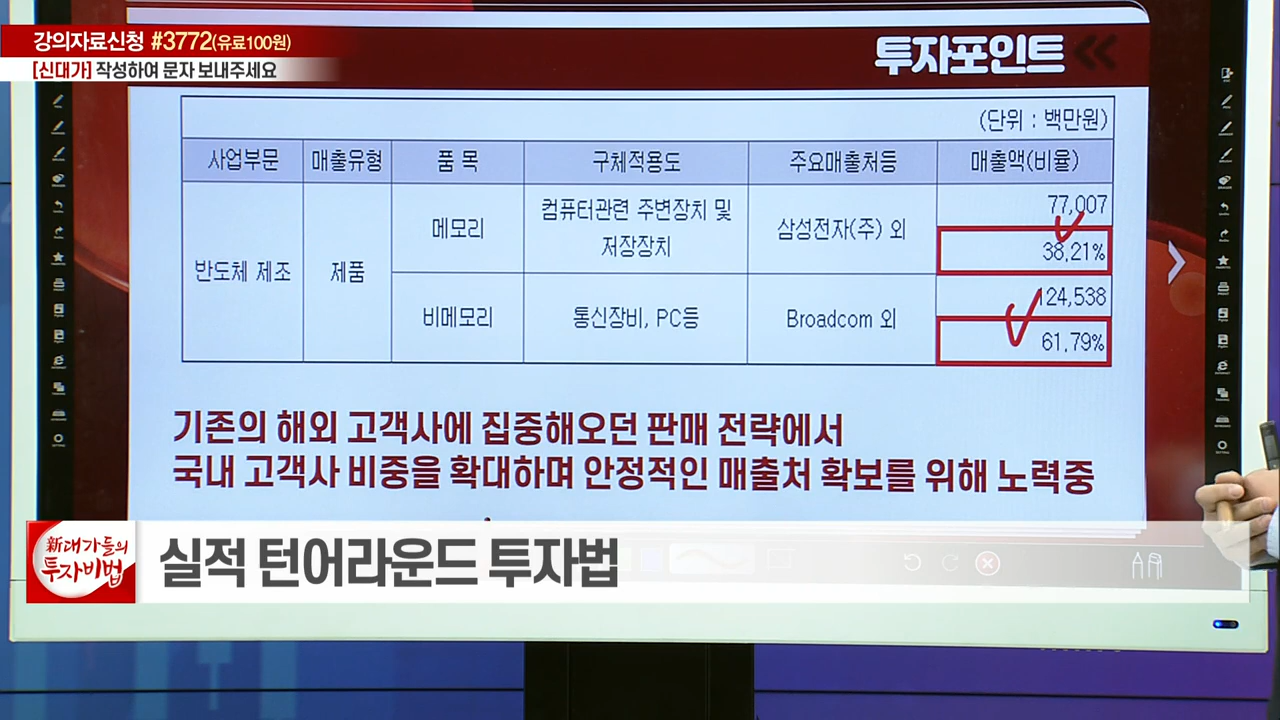 강의자료신청 #3772(유료100원)
[신대가] 작성하여 문자 보내주세요
투자포인트
(단위 : 백만원)
사업부문 매출유형 품 목 구체적용도 주요매출처등 매출액(비율)
반도체 제조 제품
메모리 컴퓨터관련 주변장치 및
저장장치 삼성전자(주) 외 77,007
38.21%
비메모리 통신장비, PC등 Broadcom 외 124,538
61.79%
기존의 해외 고객사에 집중해오던 판매 전략에서
국내 고객사 비중을 확대하며 안정적인 매출처 확보를 위해 노력중
新대가들의
투자비법
실적 턴어라운드 투자법